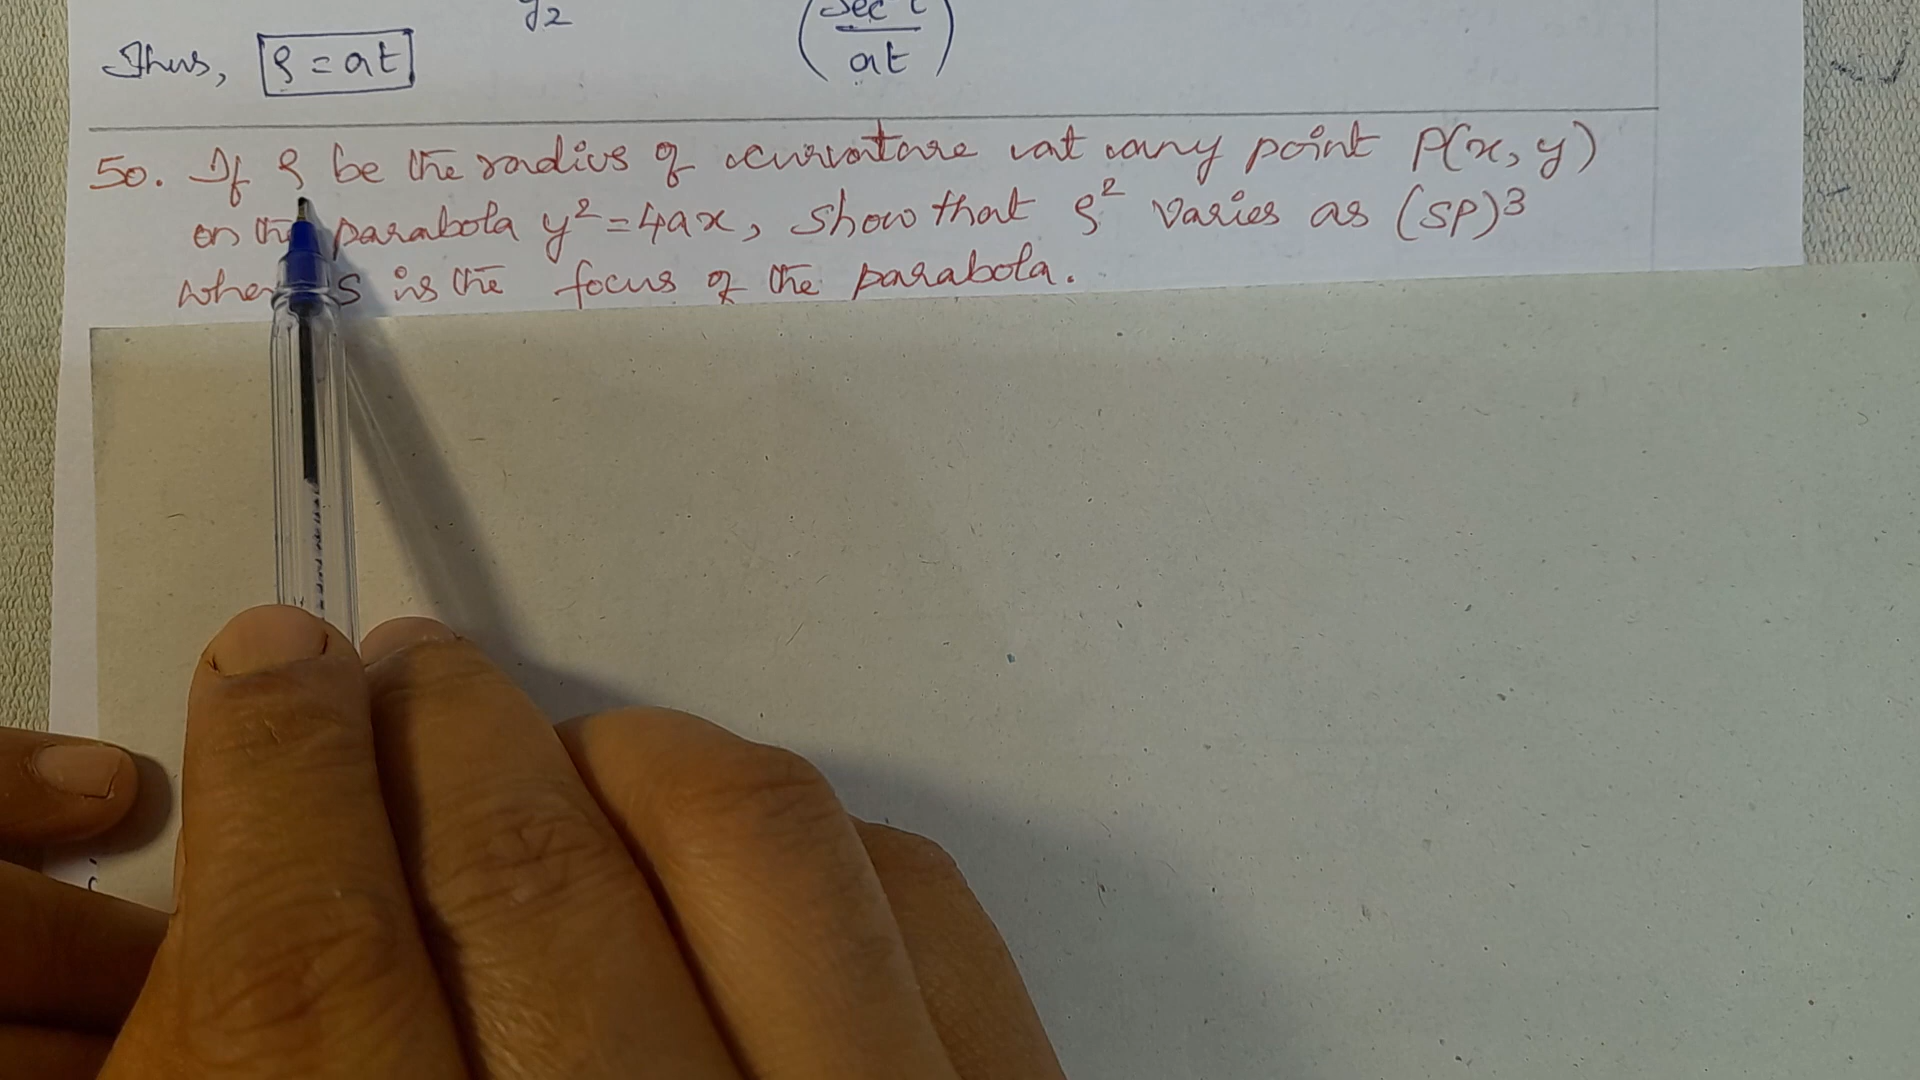 y₂
(sec t / at)
Thus, ρ = at
50. If ρ be the radius of curvature at any point P(x, y)
on the parabola y² = 4ax, show that ρ² varies as (SP)³
S is the focus of the parabola.